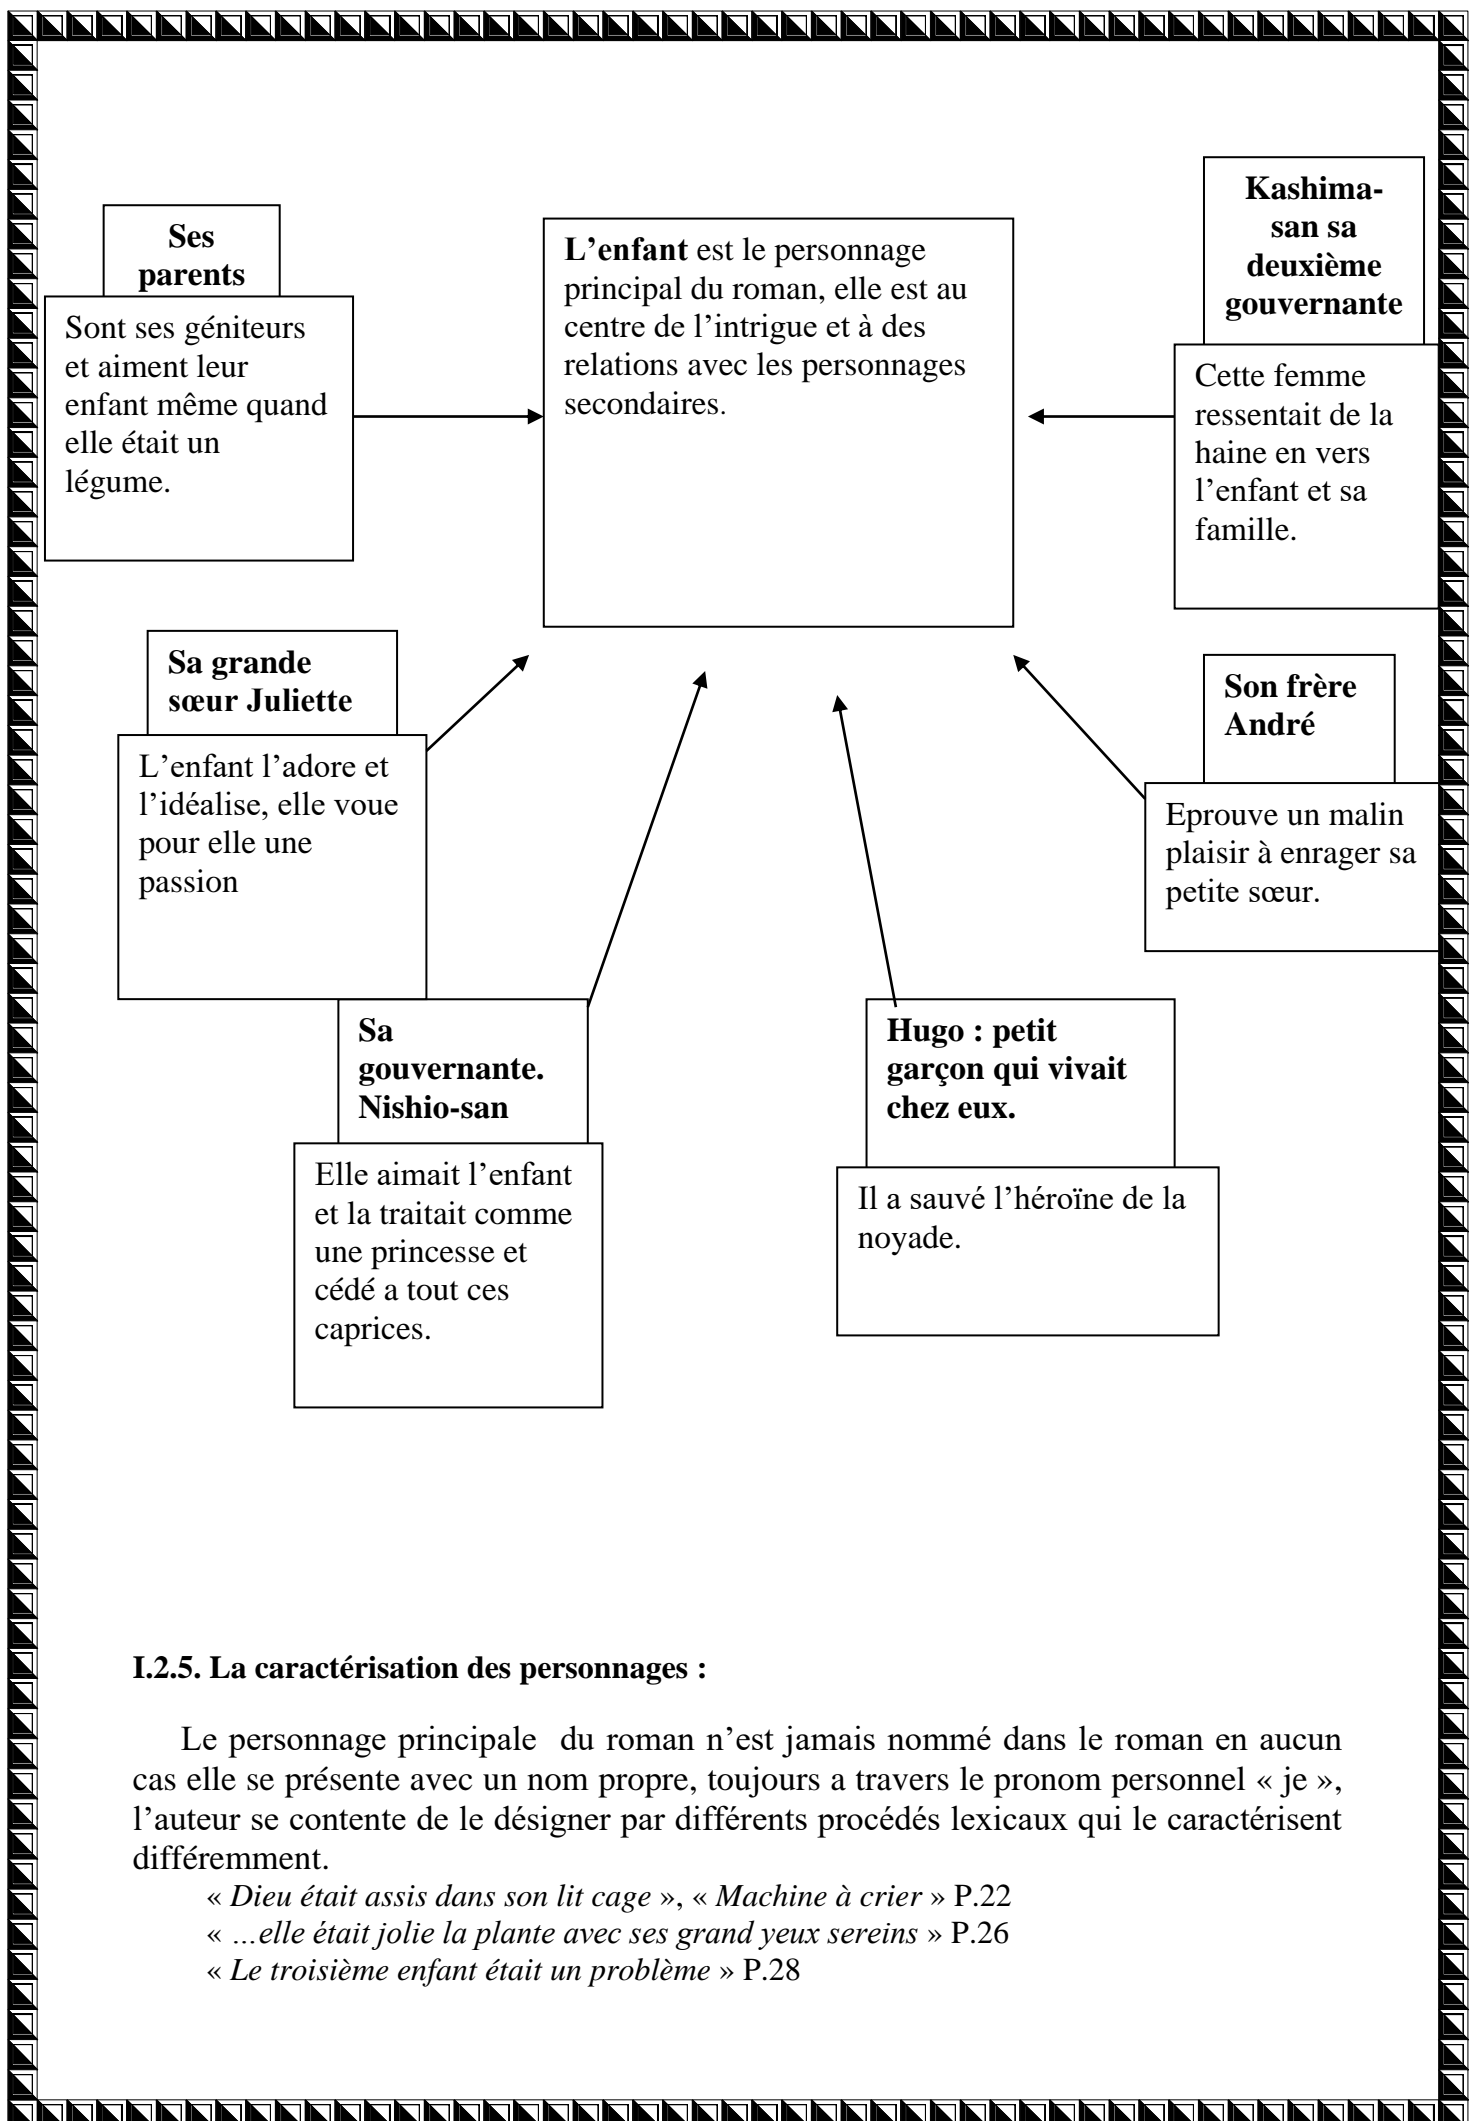 Ses
parents
Sont ses géniteurs
et aiment leur
enfant même quand
elle était un
légume.
L’enfant est le personnage
principal du roman, elle est au
centre de l’intrigue et à des
relations avec les personnages
secondaires.
Kashima-
san sa
deuxième
gouvernante
Cette femme
ressentait de la
haine en vers
l’enfant et sa
famille.
Sa grande
sœur Juliette
L’enfant l’adore et
l’idéalise, elle voue
pour elle une
passion
Son frère
André
Eprouve un malin
plaisir à enrager sa
petite sœur.
Sa
gouvernante.
Nishio-san
Elle aimait l’enfant
et la traitait comme
une princesse et
cédé a tout ces
caprices.
Hugo : petit
garçon qui vivait
chez eux.
Il a sauvé l’héroïne de la
noyade.
I.2.5. La caractérisation des personnages :
Le personnage principale du roman n’est jamais nommé dans le roman en aucun
cas elle se présente avec un nom propre, toujours a travers le pronom personnel « je »,
l’auteur se contente de le désigner par différents procédés lexicaux qui le caractérisent
différemment.
« Dieu était assis dans son lit cage », « Machine à crier » P.22
« …elle était jolie la plante avec ses grand yeux sereins » P.26
« Le troisième enfant était un problème » P.28